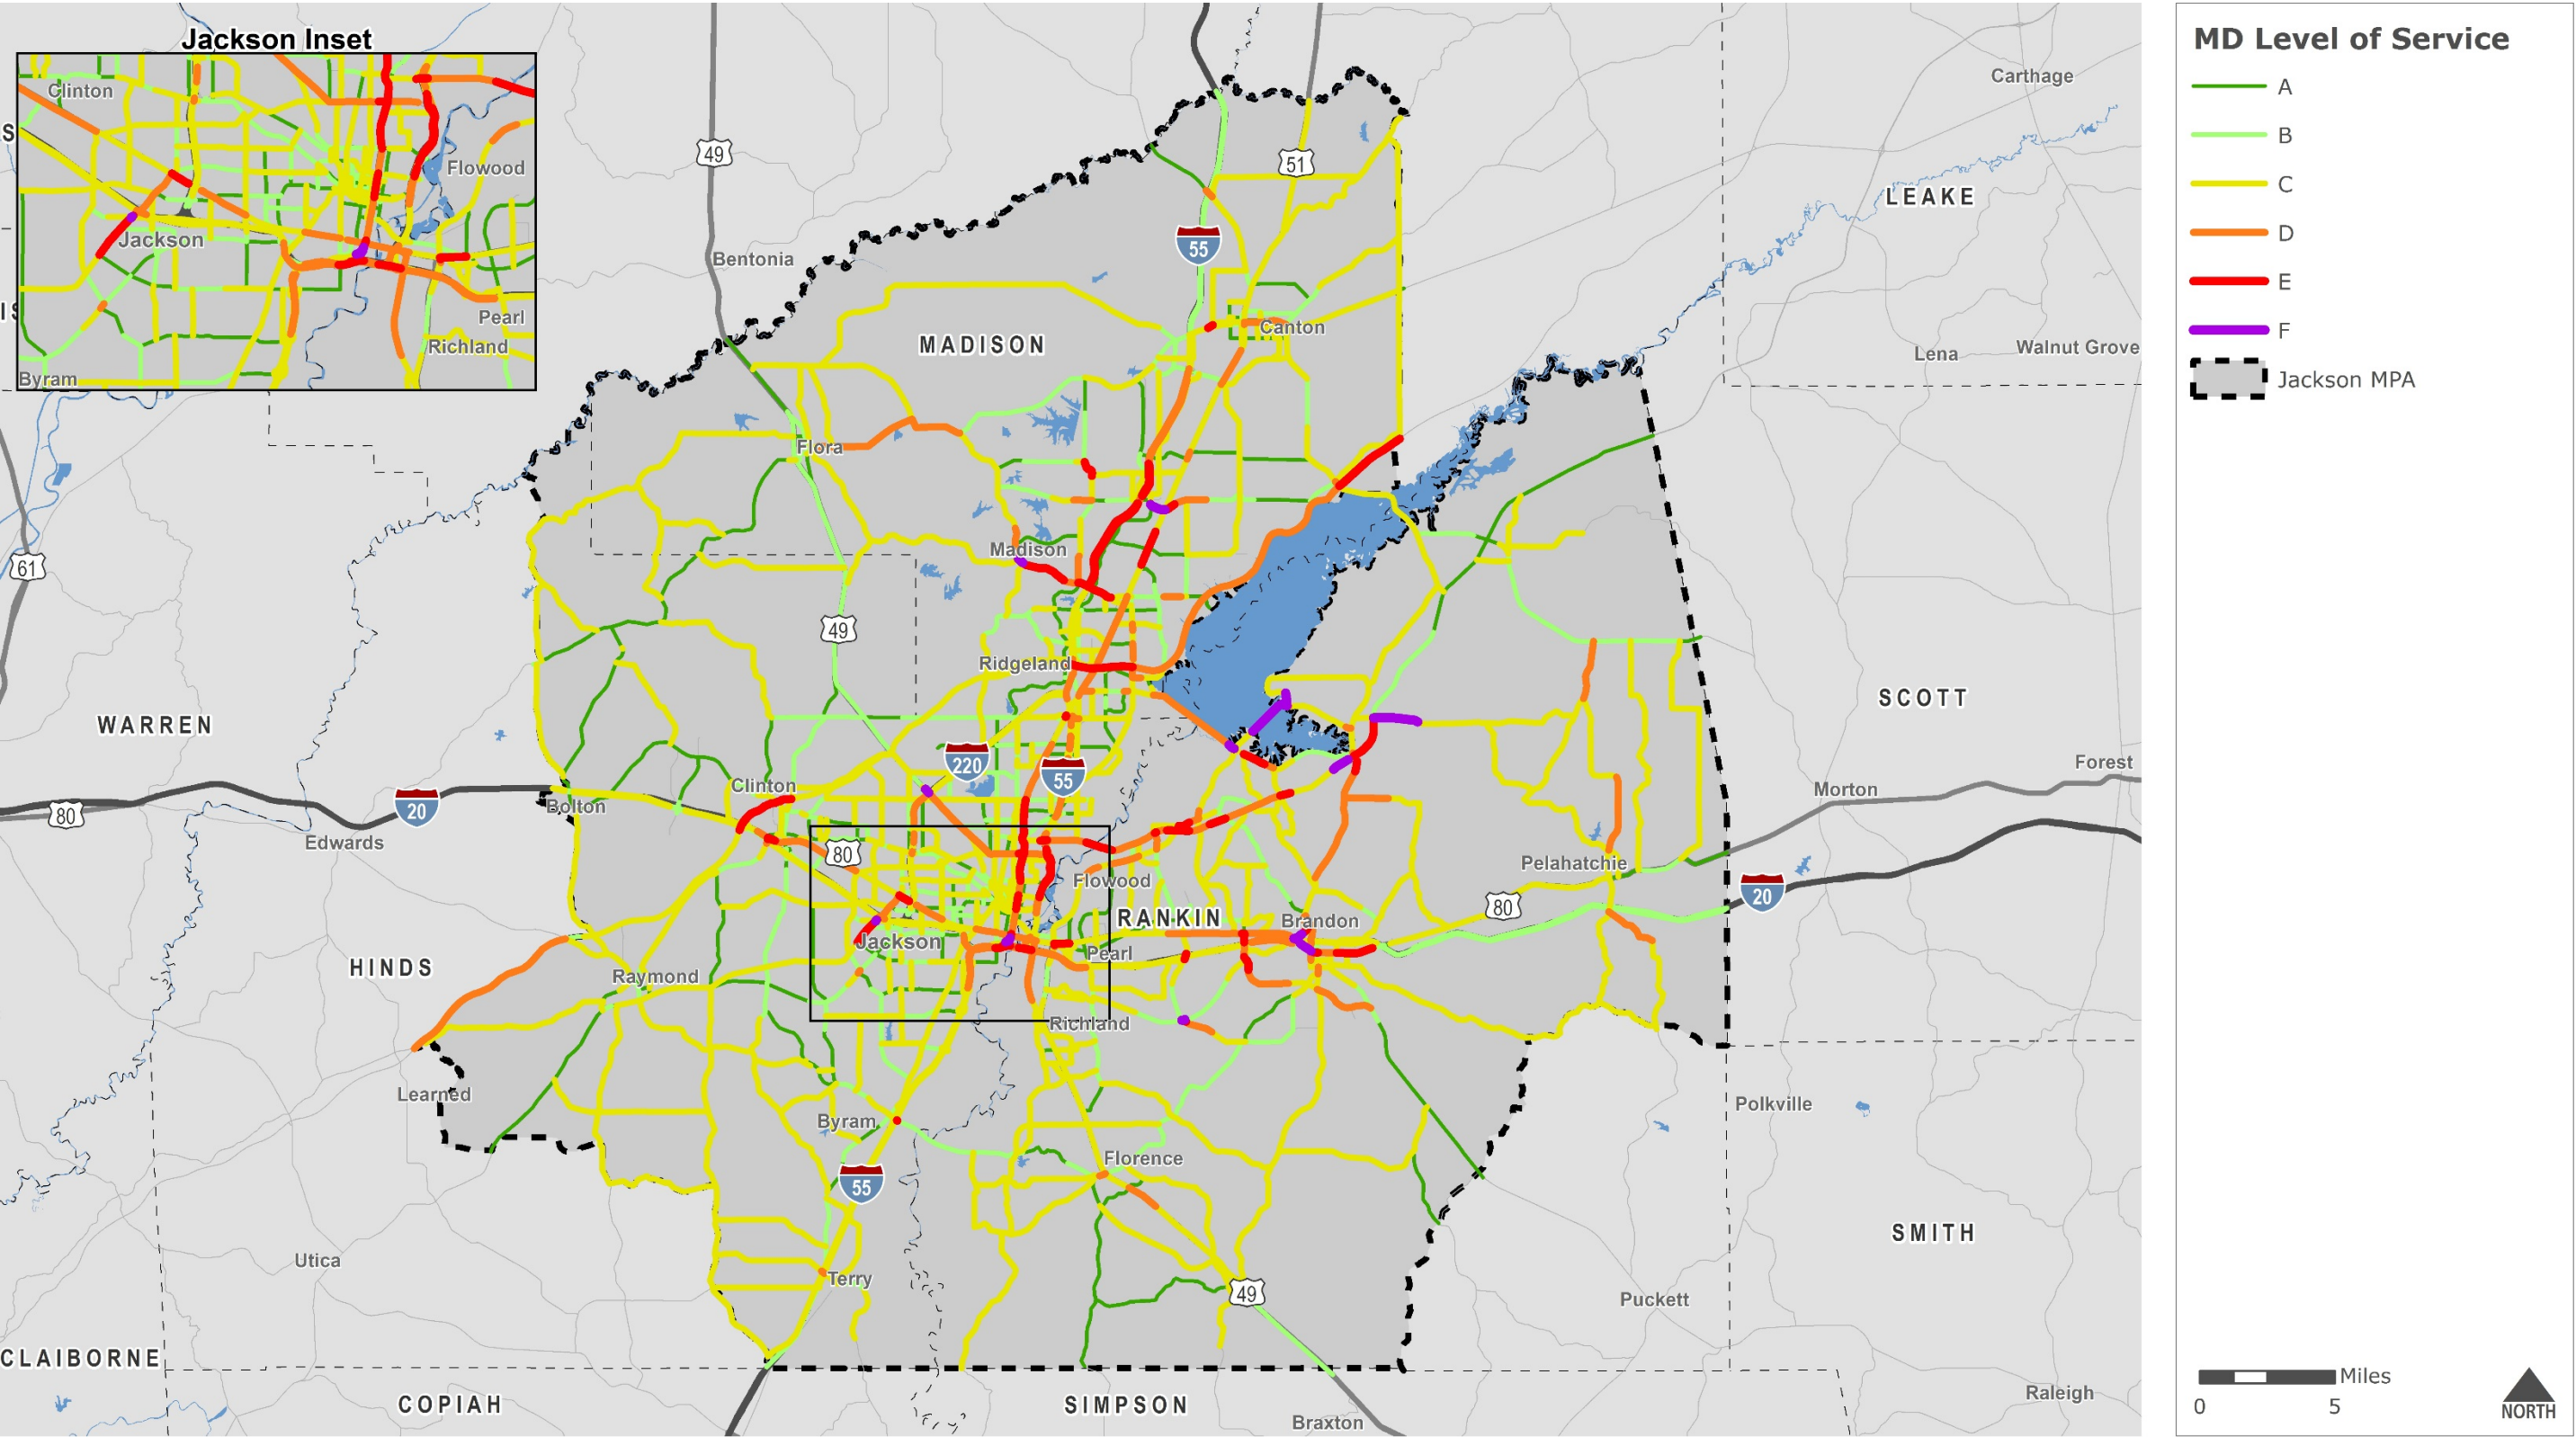 Jackson Inset
Clinton
Flowood
Jackson
Pearl
Richland
Byram
S
IS
49
51
55
Carthage
LEAKE
Bentonia
MADISON
Canton
Lena
Walnut Grove
Flora
61
Madison
49
Ridgeland
WARREN
SCOTT
220
55
Clinton
Forest
Morton
20
80
Bolton
Edwards
80
Pelahatchie
Flowood
20
80
RANKIN
Brandon
Jackson
Pearl
HINDS
Raymond
Richland
Learned
Byram
Polkville
Florence
55
SMITH
Utica
Terry
49
Puckett
CLAIBORNE
COPIAH
SIMPSON
Raleigh
Braxton
MD Level of Service
A
B
C
D
E
F
Jackson MPA
Miles
0 5
NORTH